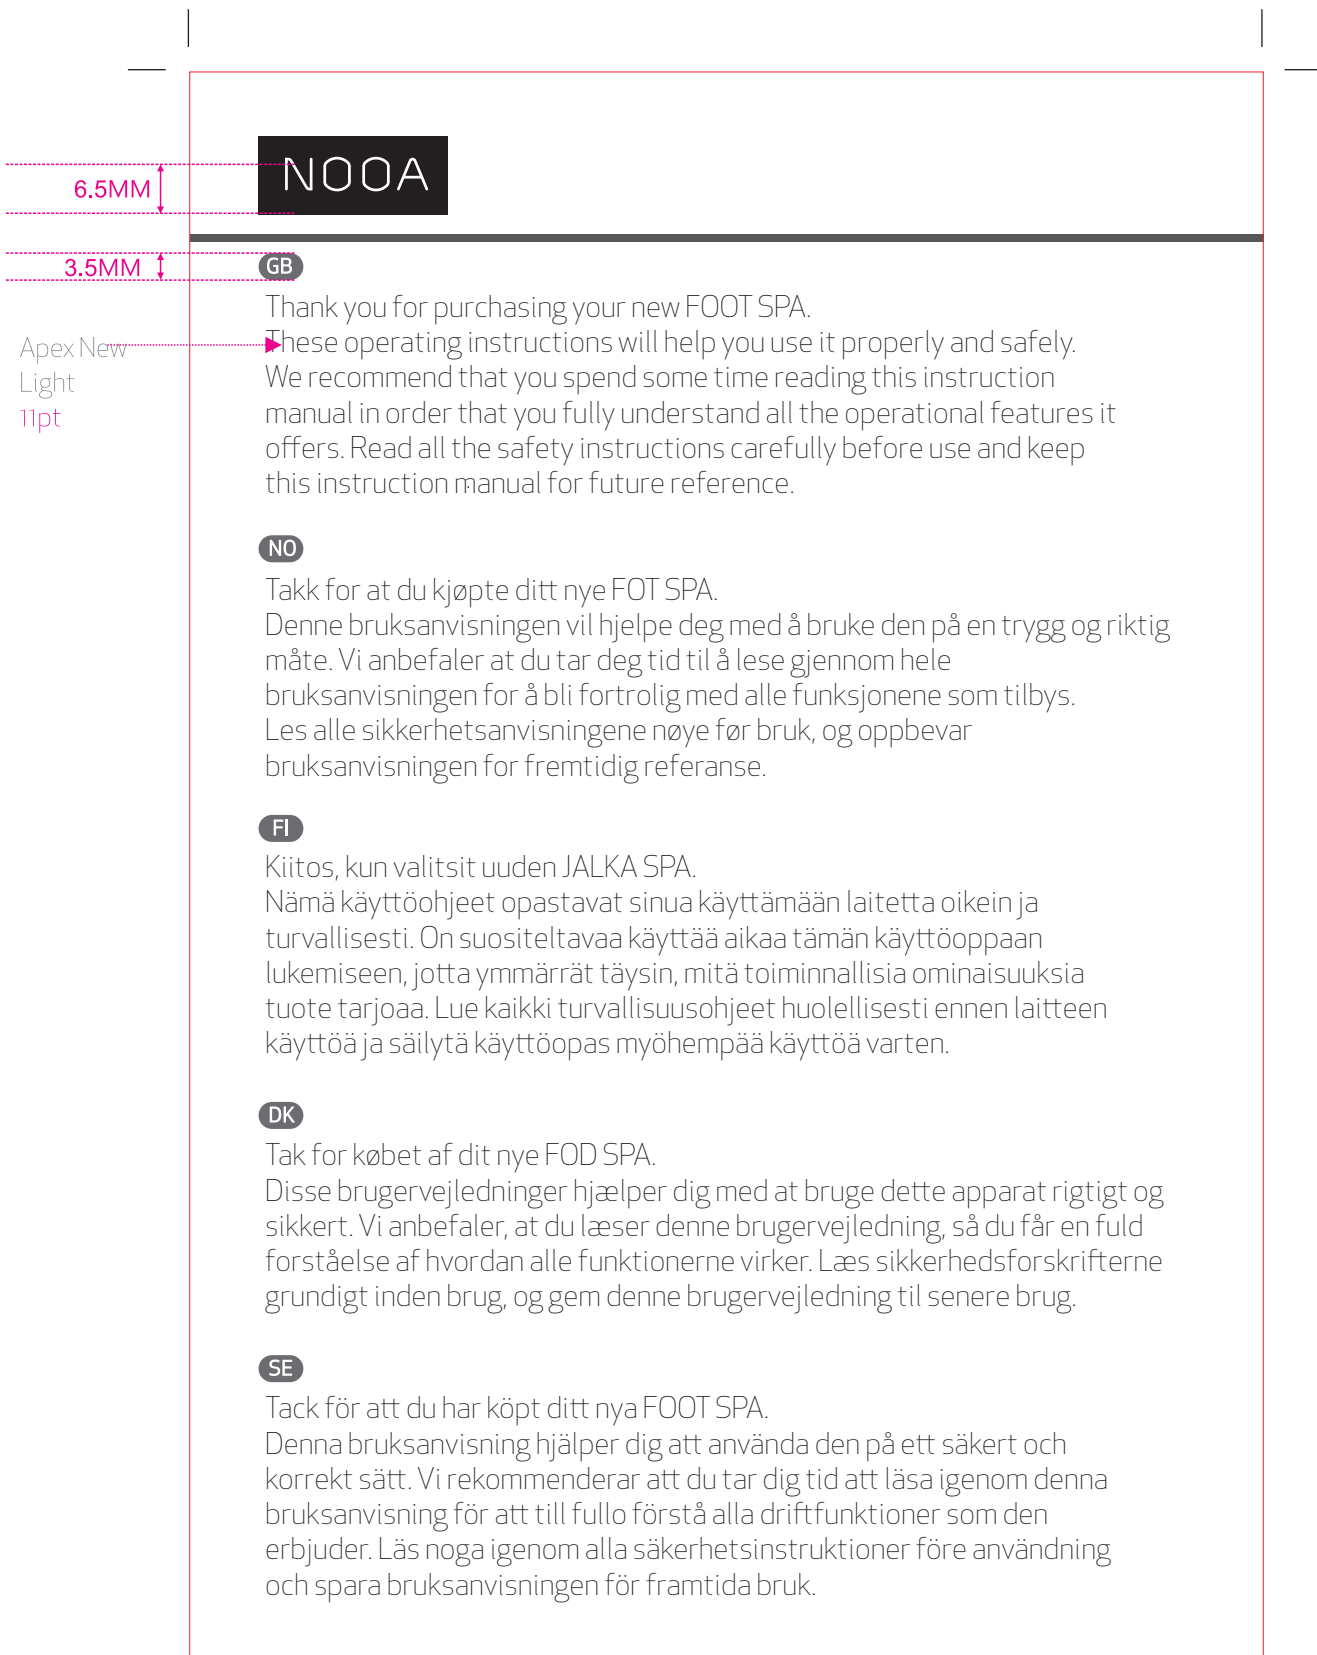 NOOA
6.5MM
3.5MM
GB
Thank you for purchasing your new FOOT SPA.
These operating instructions will help you use it properly and safely.
We recommend that you spend some time reading this instruction
manual in order that you fully understand all the operational features it
offers. Read all the safety instructions carefully before use and keep
this instruction manual for future reference.
Apex New
Light
11pt
NO
Takk for at du kjøpte ditt nye FOT SPA.
Denne bruksanvisningen vil hjelpe deg med å bruke den på en trygg og riktig
måte. Vi anbefaler at du tar deg tid til å lese gjennom hele
bruksanvisningen for å bli fortrolig med alle funksjonene som tilbys.
Les alle sikkerhetsanvisningene nøye før bruk, og oppbevar
bruksanvisningen for fremtidig referanse.
FI
Kiitos, kun valitsit uuden JALKA SPA.
Nämä käyttöohjeet opastavat sinua käyttämään laitetta oikein ja
turvallisesti. On suositeltavaa käyttää aikaa tämän käyttöoppaan
lukemiseen, jotta ymmärrät täysin, mitä toiminnallisia ominaisuuksia
tuote tarjoaa. Lue kaikki turvallisuusohjeet huolellisesti ennen laitteen
käyttöä ja säilytä käyttöopas myöhempää käyttöä varten.
DK
Tak for købet af dit nye FOD SPA.
Disse brugervejledninger hjælper dig med at bruge dette apparat rigtigt og
sikkert. Vi anbefaler, at du læser denne brugervejledning, så du får en fuld
forståelse af hvordan alle funktionerne virker. Læs sikkerhedsforskrifterne
grundigt inden brug, og gem denne brugervejledning til senere brug.
SE
Tack för att du har köpt ditt nya FOOT SPA.
Denna bruksanvisning hjälper dig att använda den på ett säkert och
korrekt sätt. Vi rekommenderar att du tar dig tid att läsa igenom denna
bruksanvisning för att till fullo förstå alla driftfunktioner som den
erbjuder. Läs noga igenom alla säkerhetsinstruktioner före användning
och spara bruksanvisningen för framtida bruk.